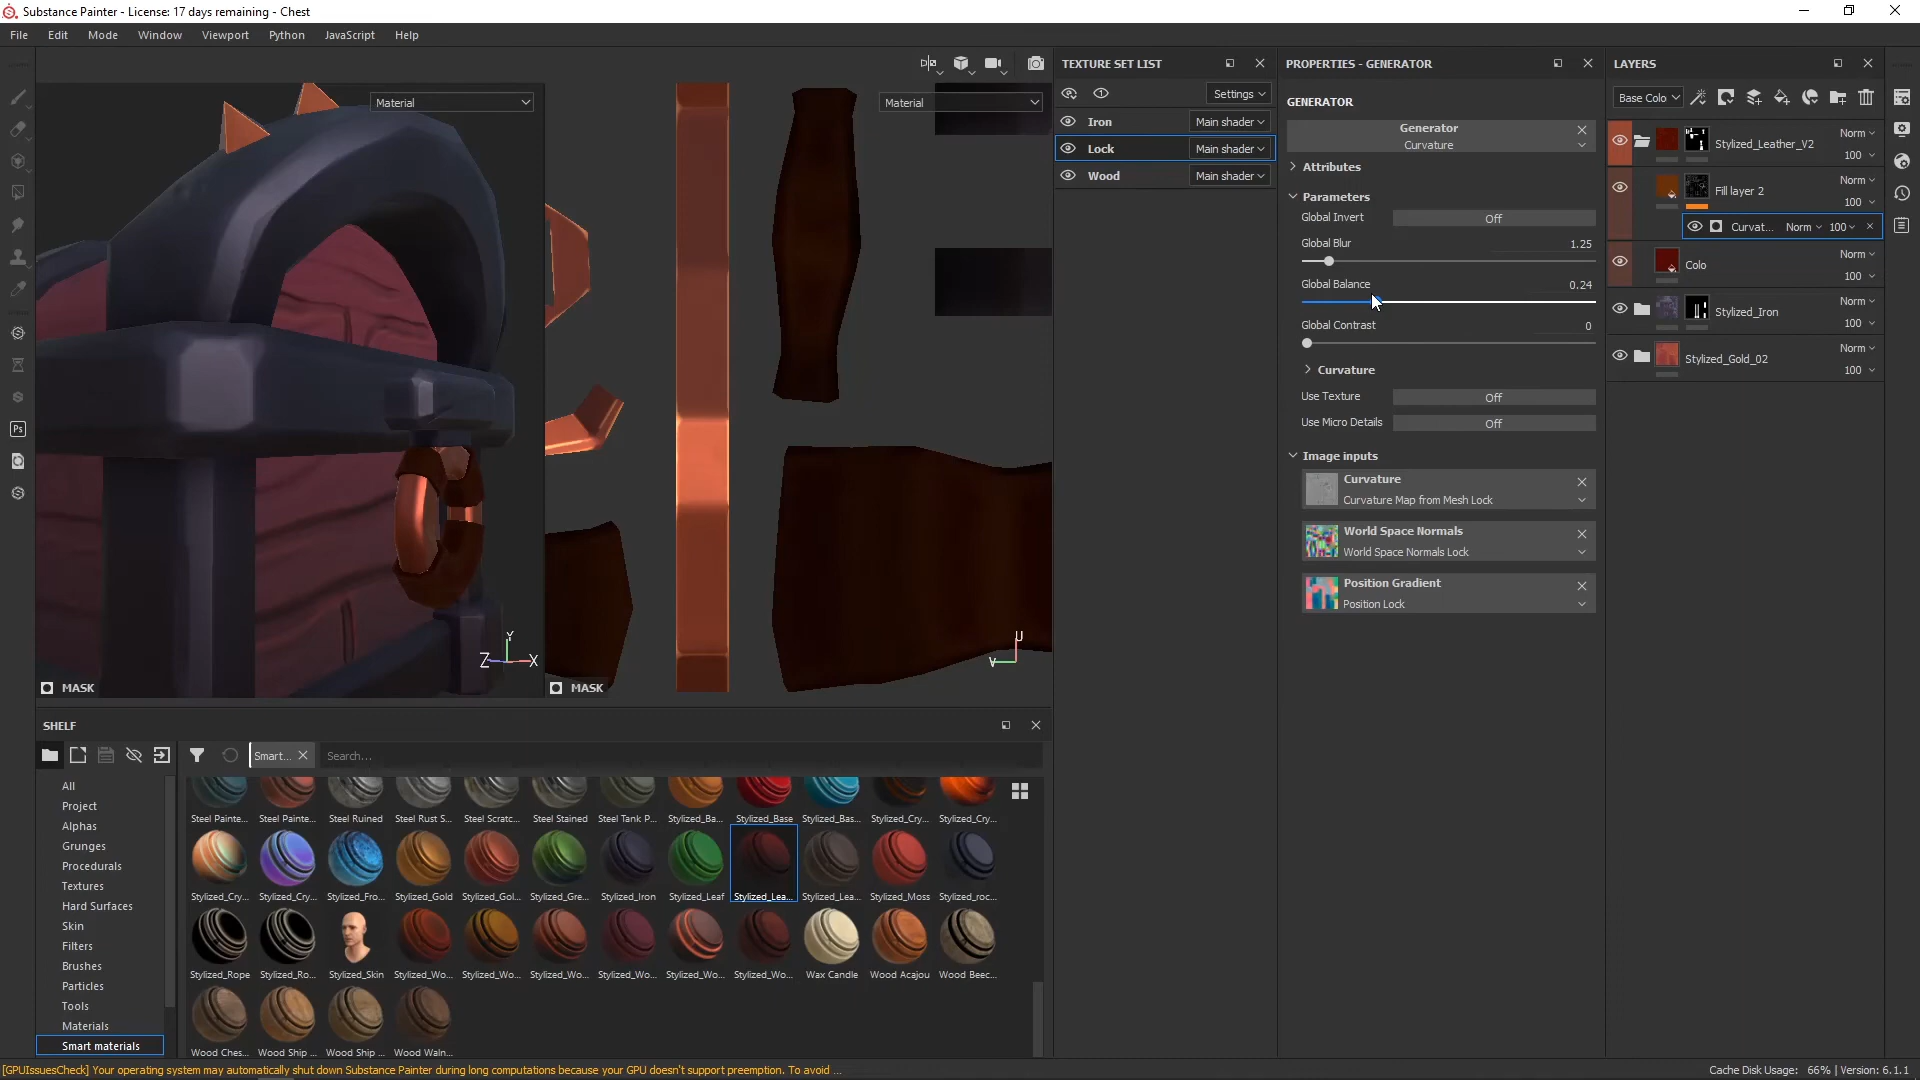 Substance Painter - License: 17 days remaining - Chest
File Edit Mode Window Viewport Python JavaScript Help
Material
Material
Y
Z X
U
V
MASK
MASK
TEXTURE SET LIST
Settings
Iron Main shader
Lock Main shader
Wood Main shader
PROPERTIES - GENERATOR
GENERATOR
Generator
Curvature
Attributes
Parameters
Global Invert Off
Global Blur 1.25
Global Balance 0.24
Global Contrast 0
Curvature
Use Texture Off
Use Micro Details Off
Image inputs
Curvature
Curvature Map from Mesh Lock
World Space Normals
World Space Normals Lock
Position Gradient
Position Lock
LAYERS
Base Colo
Stylized_Leather_V2 Norm
100
Fill layer 2 Norm
100
Curvat... Norm 100
Colo Norm
100
Stylized_Iron Norm
100
Stylized_Gold_02 Norm
100
Ps
SHELF
Smart... Search...
All
Project
Alphas
Grunges
Procedurals
Textures
Hard Surfaces
Skin
Filters
Brushes
Particles
Tools
Materials
Smart materials
Steel Painte... Steel Painte... Steel Ruined Steel Rust S... Steel Scratc... Steel Stained Steel Tank P... Stylized_Ba... Stylized_Base Stylized_Bas... Stylized_Cry... Stylized_Cry...
Stylized_Cry... Stylized_Cry... Stylized_Fro... Stylized_Gold Stylized_Gol... Stylized_Gre... Stylized_Iron Stylized_Leaf Stylized_Lea... Stylized_Lea... Stylized_Moss Stylized_roc...
Stylized_Rope Stylized_Ro... Stylized_Skin Stylized_Wo... Stylized_Wo... Stylized_Wo... Stylized_Wo... Stylized_Wo... Stylized_Wo... Wax Candle Wood Acajou Wood Beec...
Wood Ches... Wood Ship ... Wood Ship ... Wood Waln...
[GPUIssuesCheck] Your operating system may automatically shut down Substance Painter during long computations because your GPU doesn't support preemption. To avoid ...
Cache Disk Usage: 66% | Version: 6.1.1